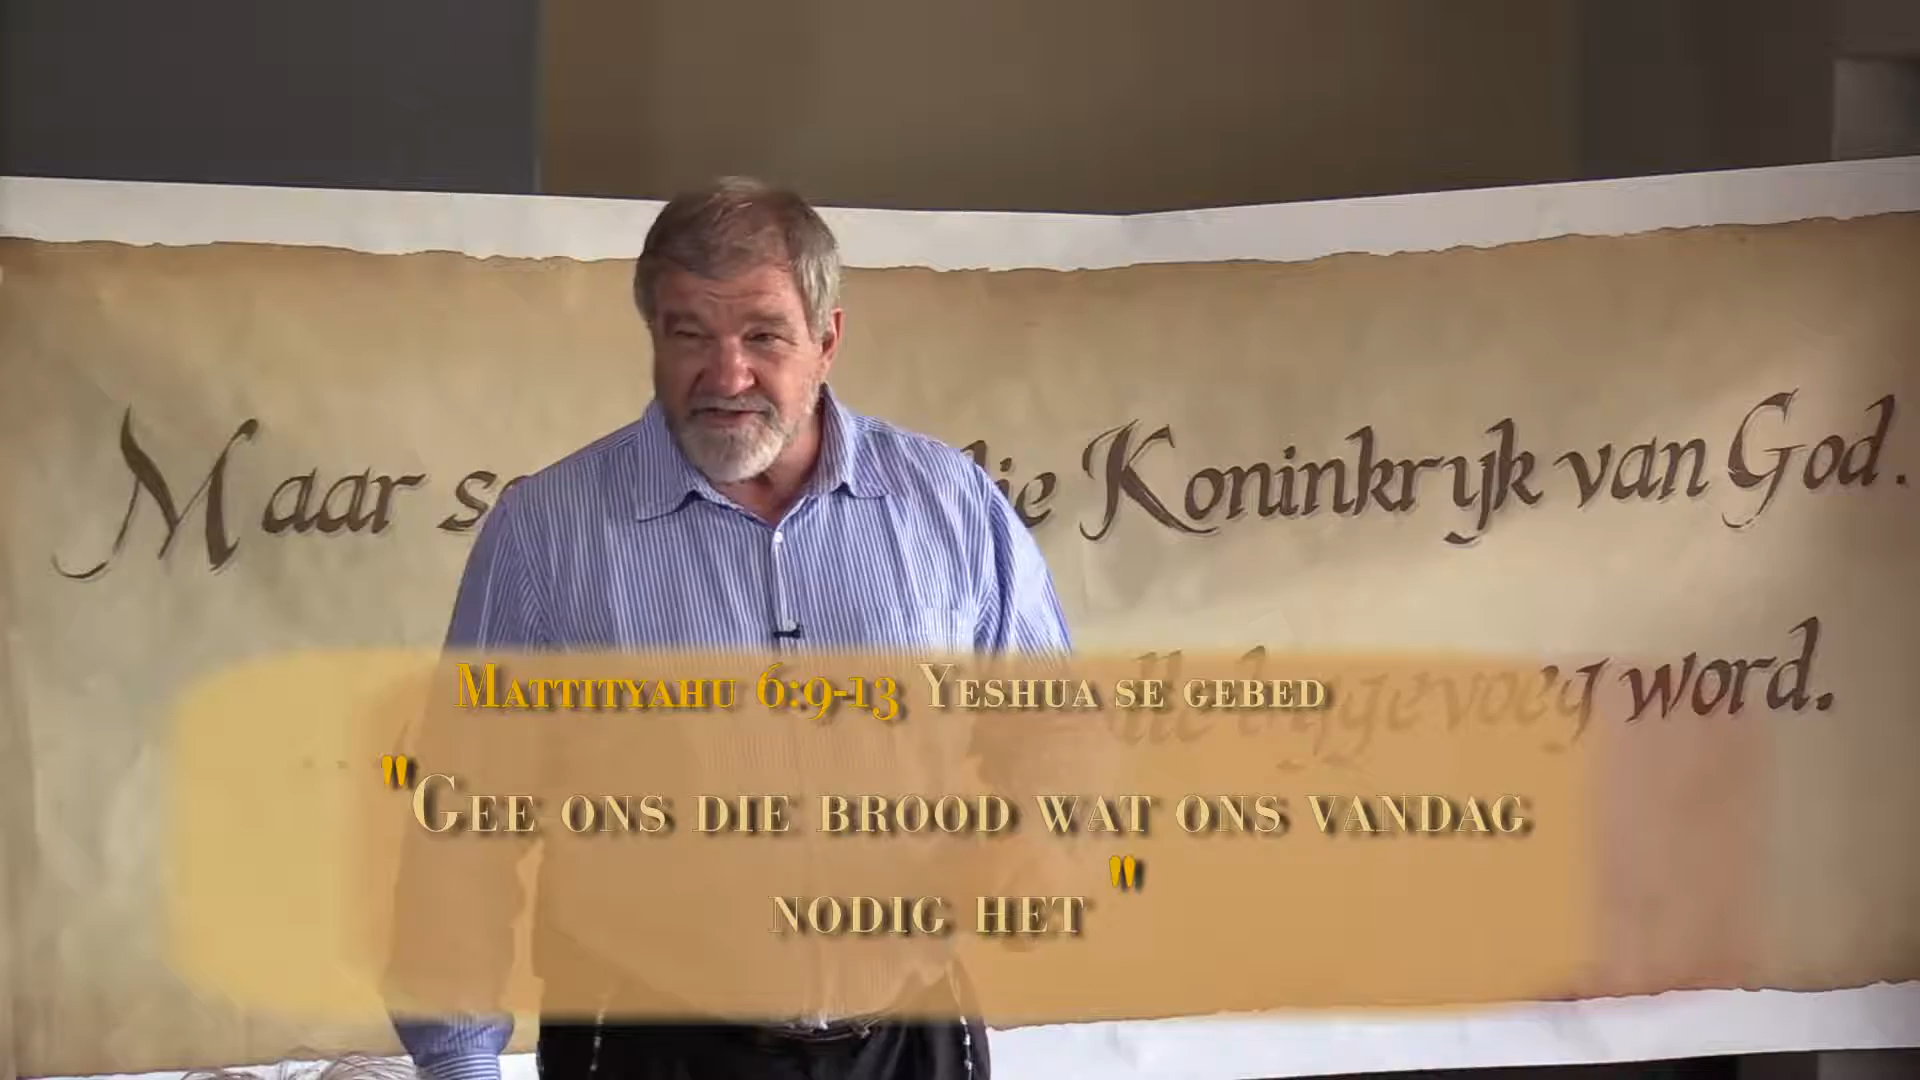 Maar die Koninkryk van God.
word.
Mattityahu 6:9-13 Yeshua se gebed
"Gee ons die brood wat ons vandag
nodig het"